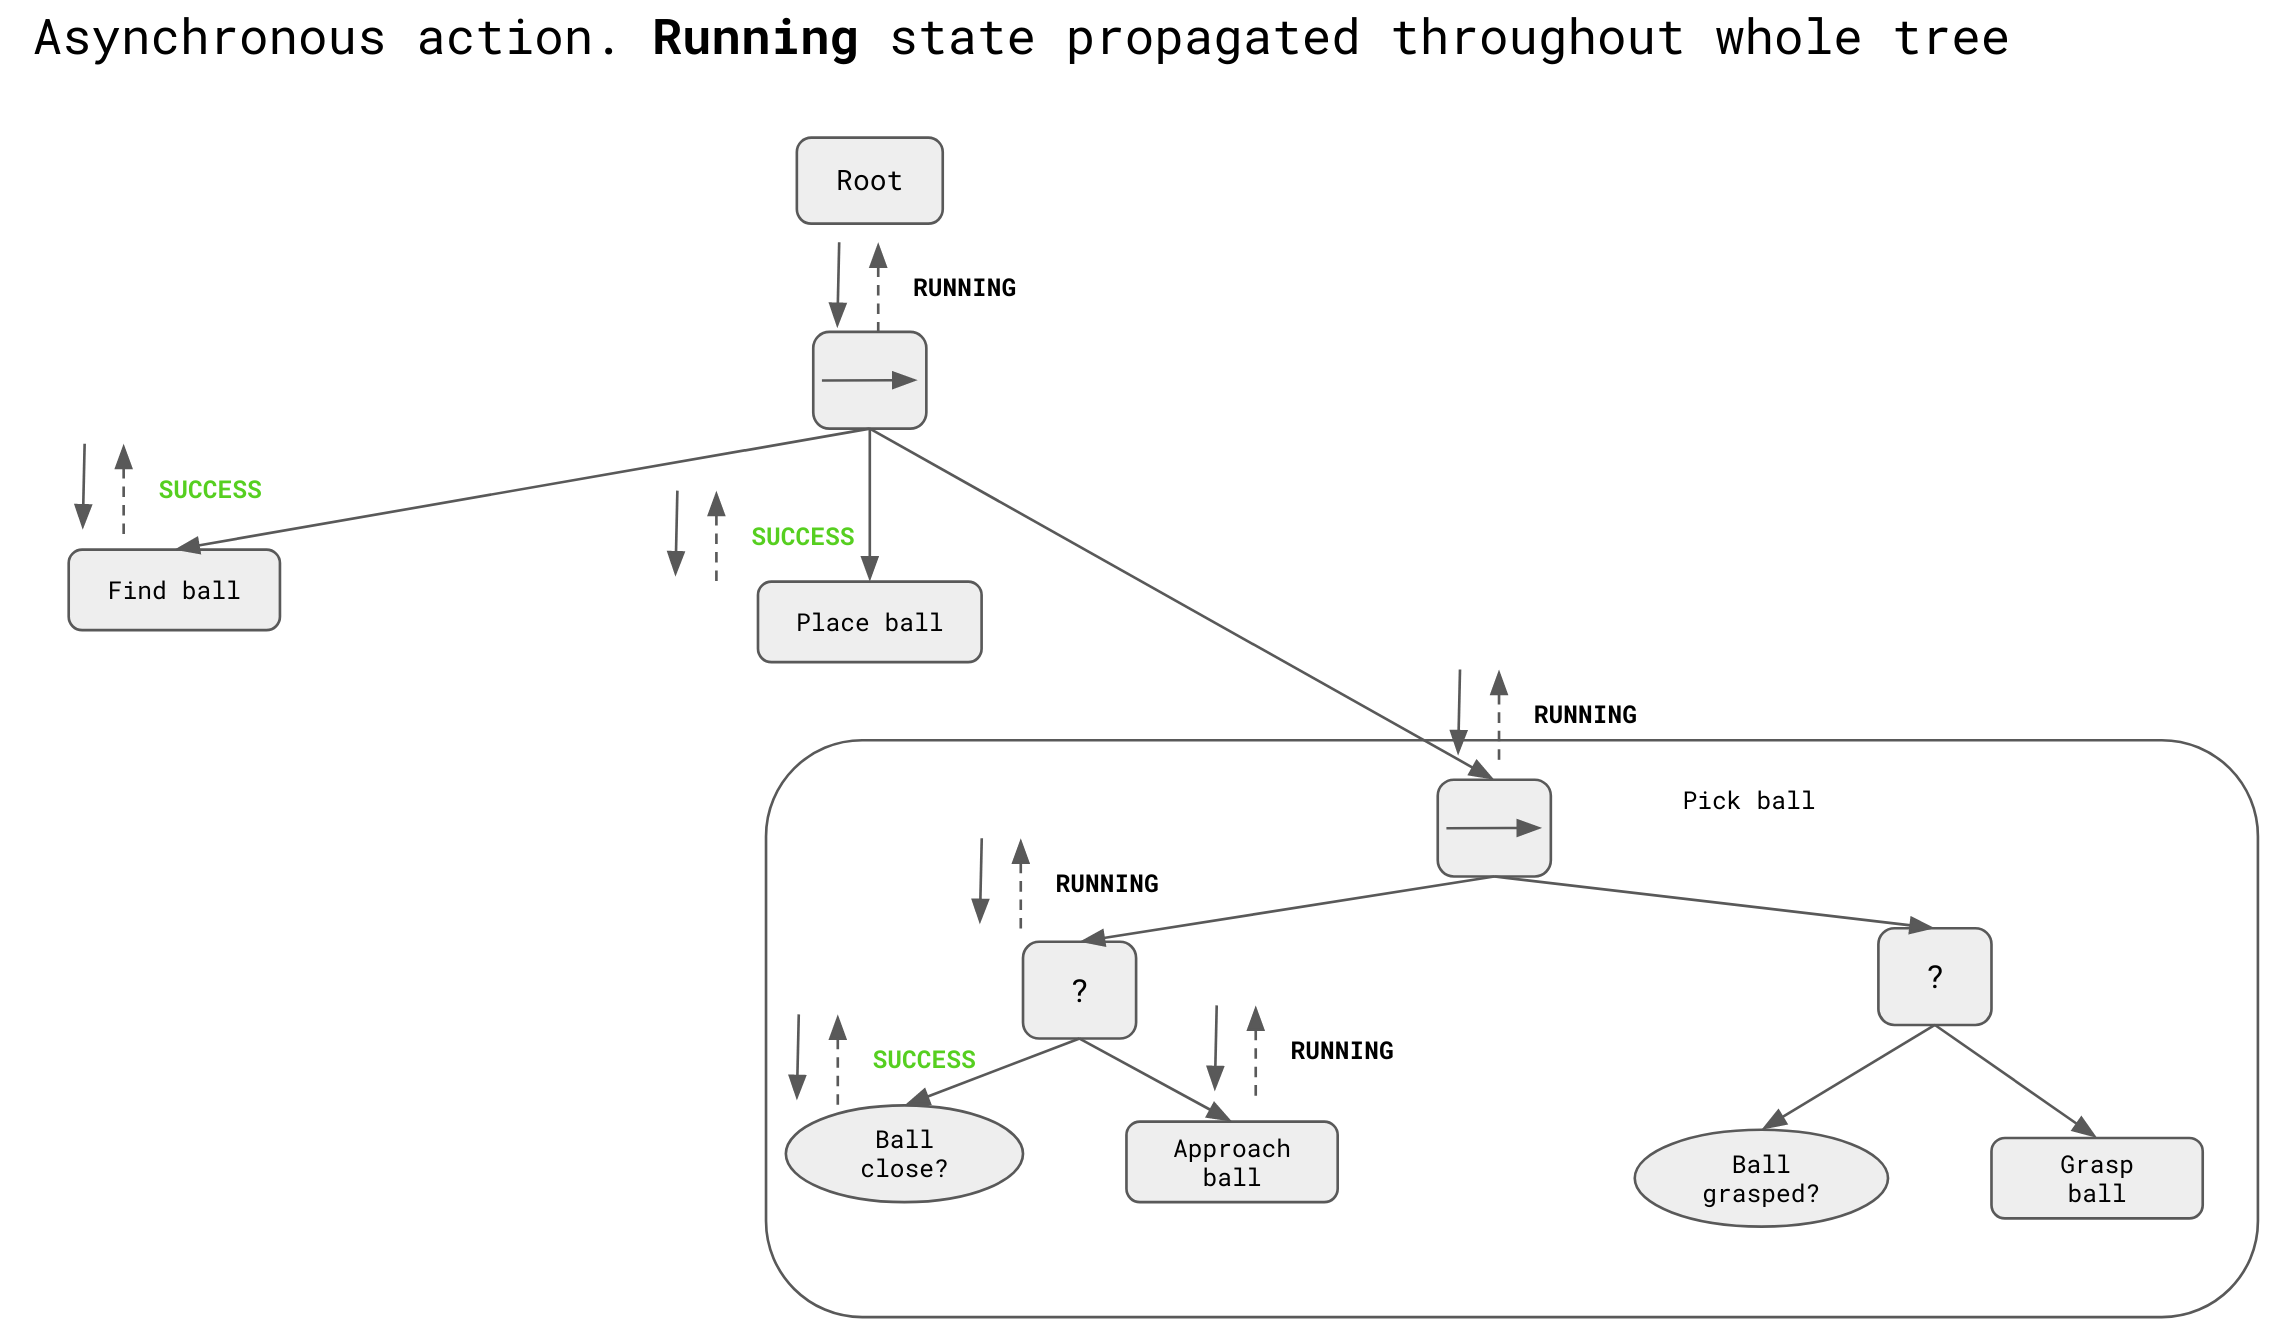 Asynchronous action. Running state propagated throughout whole tree
Root
RUNNING
SUCCESS
SUCCESS
Find ball
Place ball
RUNNING
Pick ball
RUNNING
?
?
SUCCESS
RUNNING
Ball
close?
Approach
ball
Ball
grasped?
Grasp
ball